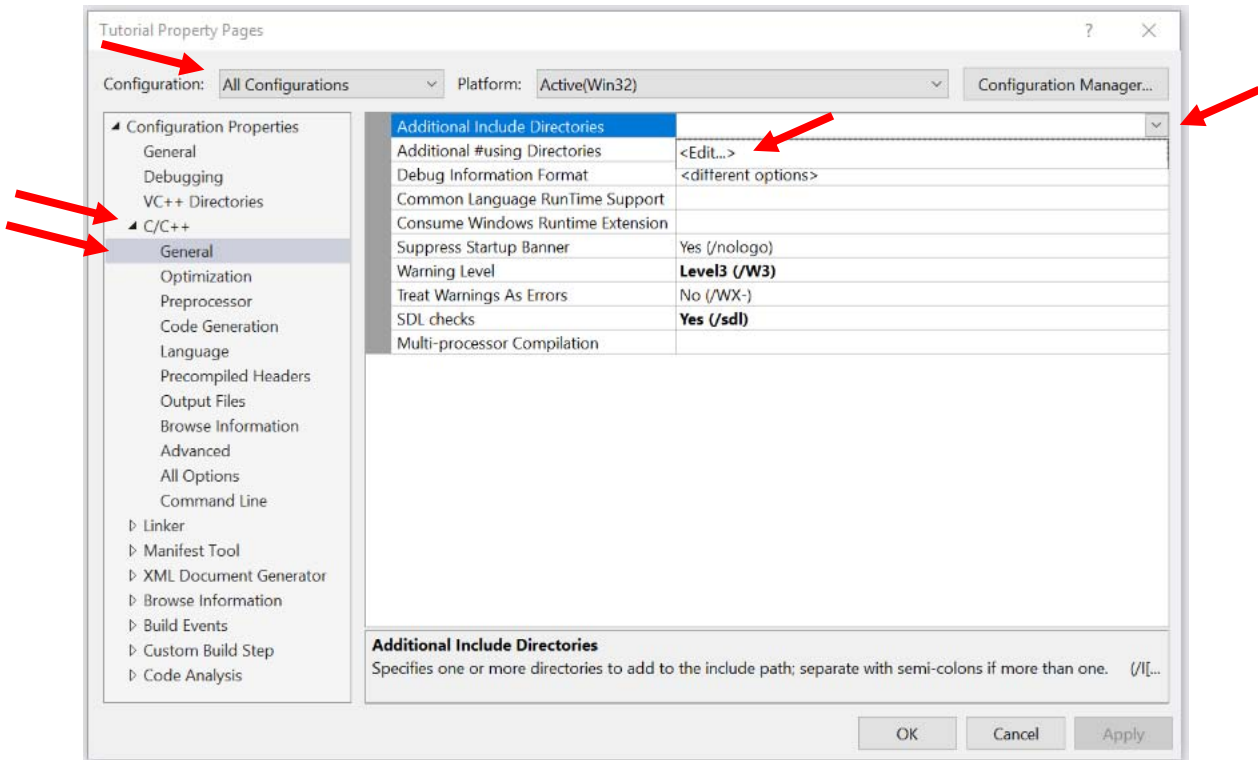 Tutorial Property Pages
?
Configuration: All Configurations Platform: Active(Win32) Configuration Manager...
Configuration Properties
General
Debugging
VC++ Directories
C/C++
General
Optimization
Preprocessor
Code Generation
Language
Precompiled Headers
Output Files
Browse Information
Advanced
All Options
Command Line
Linker
Manifest Tool
XML Document Generator
Browse Information
Build Events
Custom Build Step
Code Analysis
Additional Include Directories
Additional #using Directories <Edit...>
Debug Information Format <different options>
Common Language RunTime Support
Consume Windows Runtime Extension
Suppress Startup Banner Yes (/nologo)
Warning Level Level3 (/W3)
Treat Warnings As Errors No (/WX-)
SDL checks Yes (/sdl)
Multi-processor Compilation
Additional Include Directories
Specifies one or more directories to add to the include path; separate with semi-colons if more than one. (/I[...
OK Cancel Apply